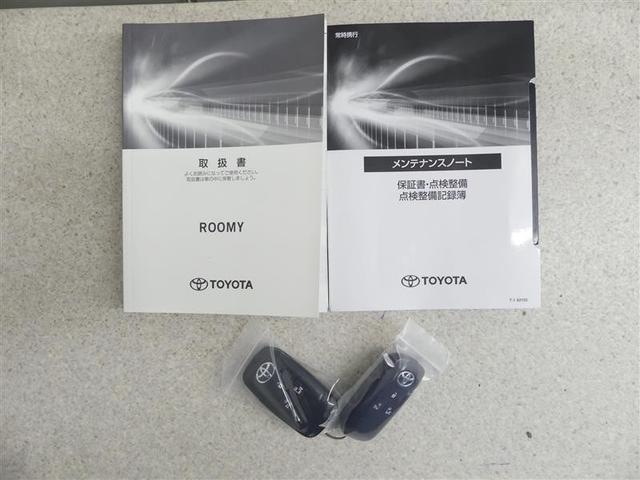 取扱書
よくお読みになってご使用ください。
取扱書は車の中に保管しましょう。
ROOMY
TOYOTA
常時携行
メンテナンスノート
保証書・点検整備
点検整備記録簿
TOYOTA